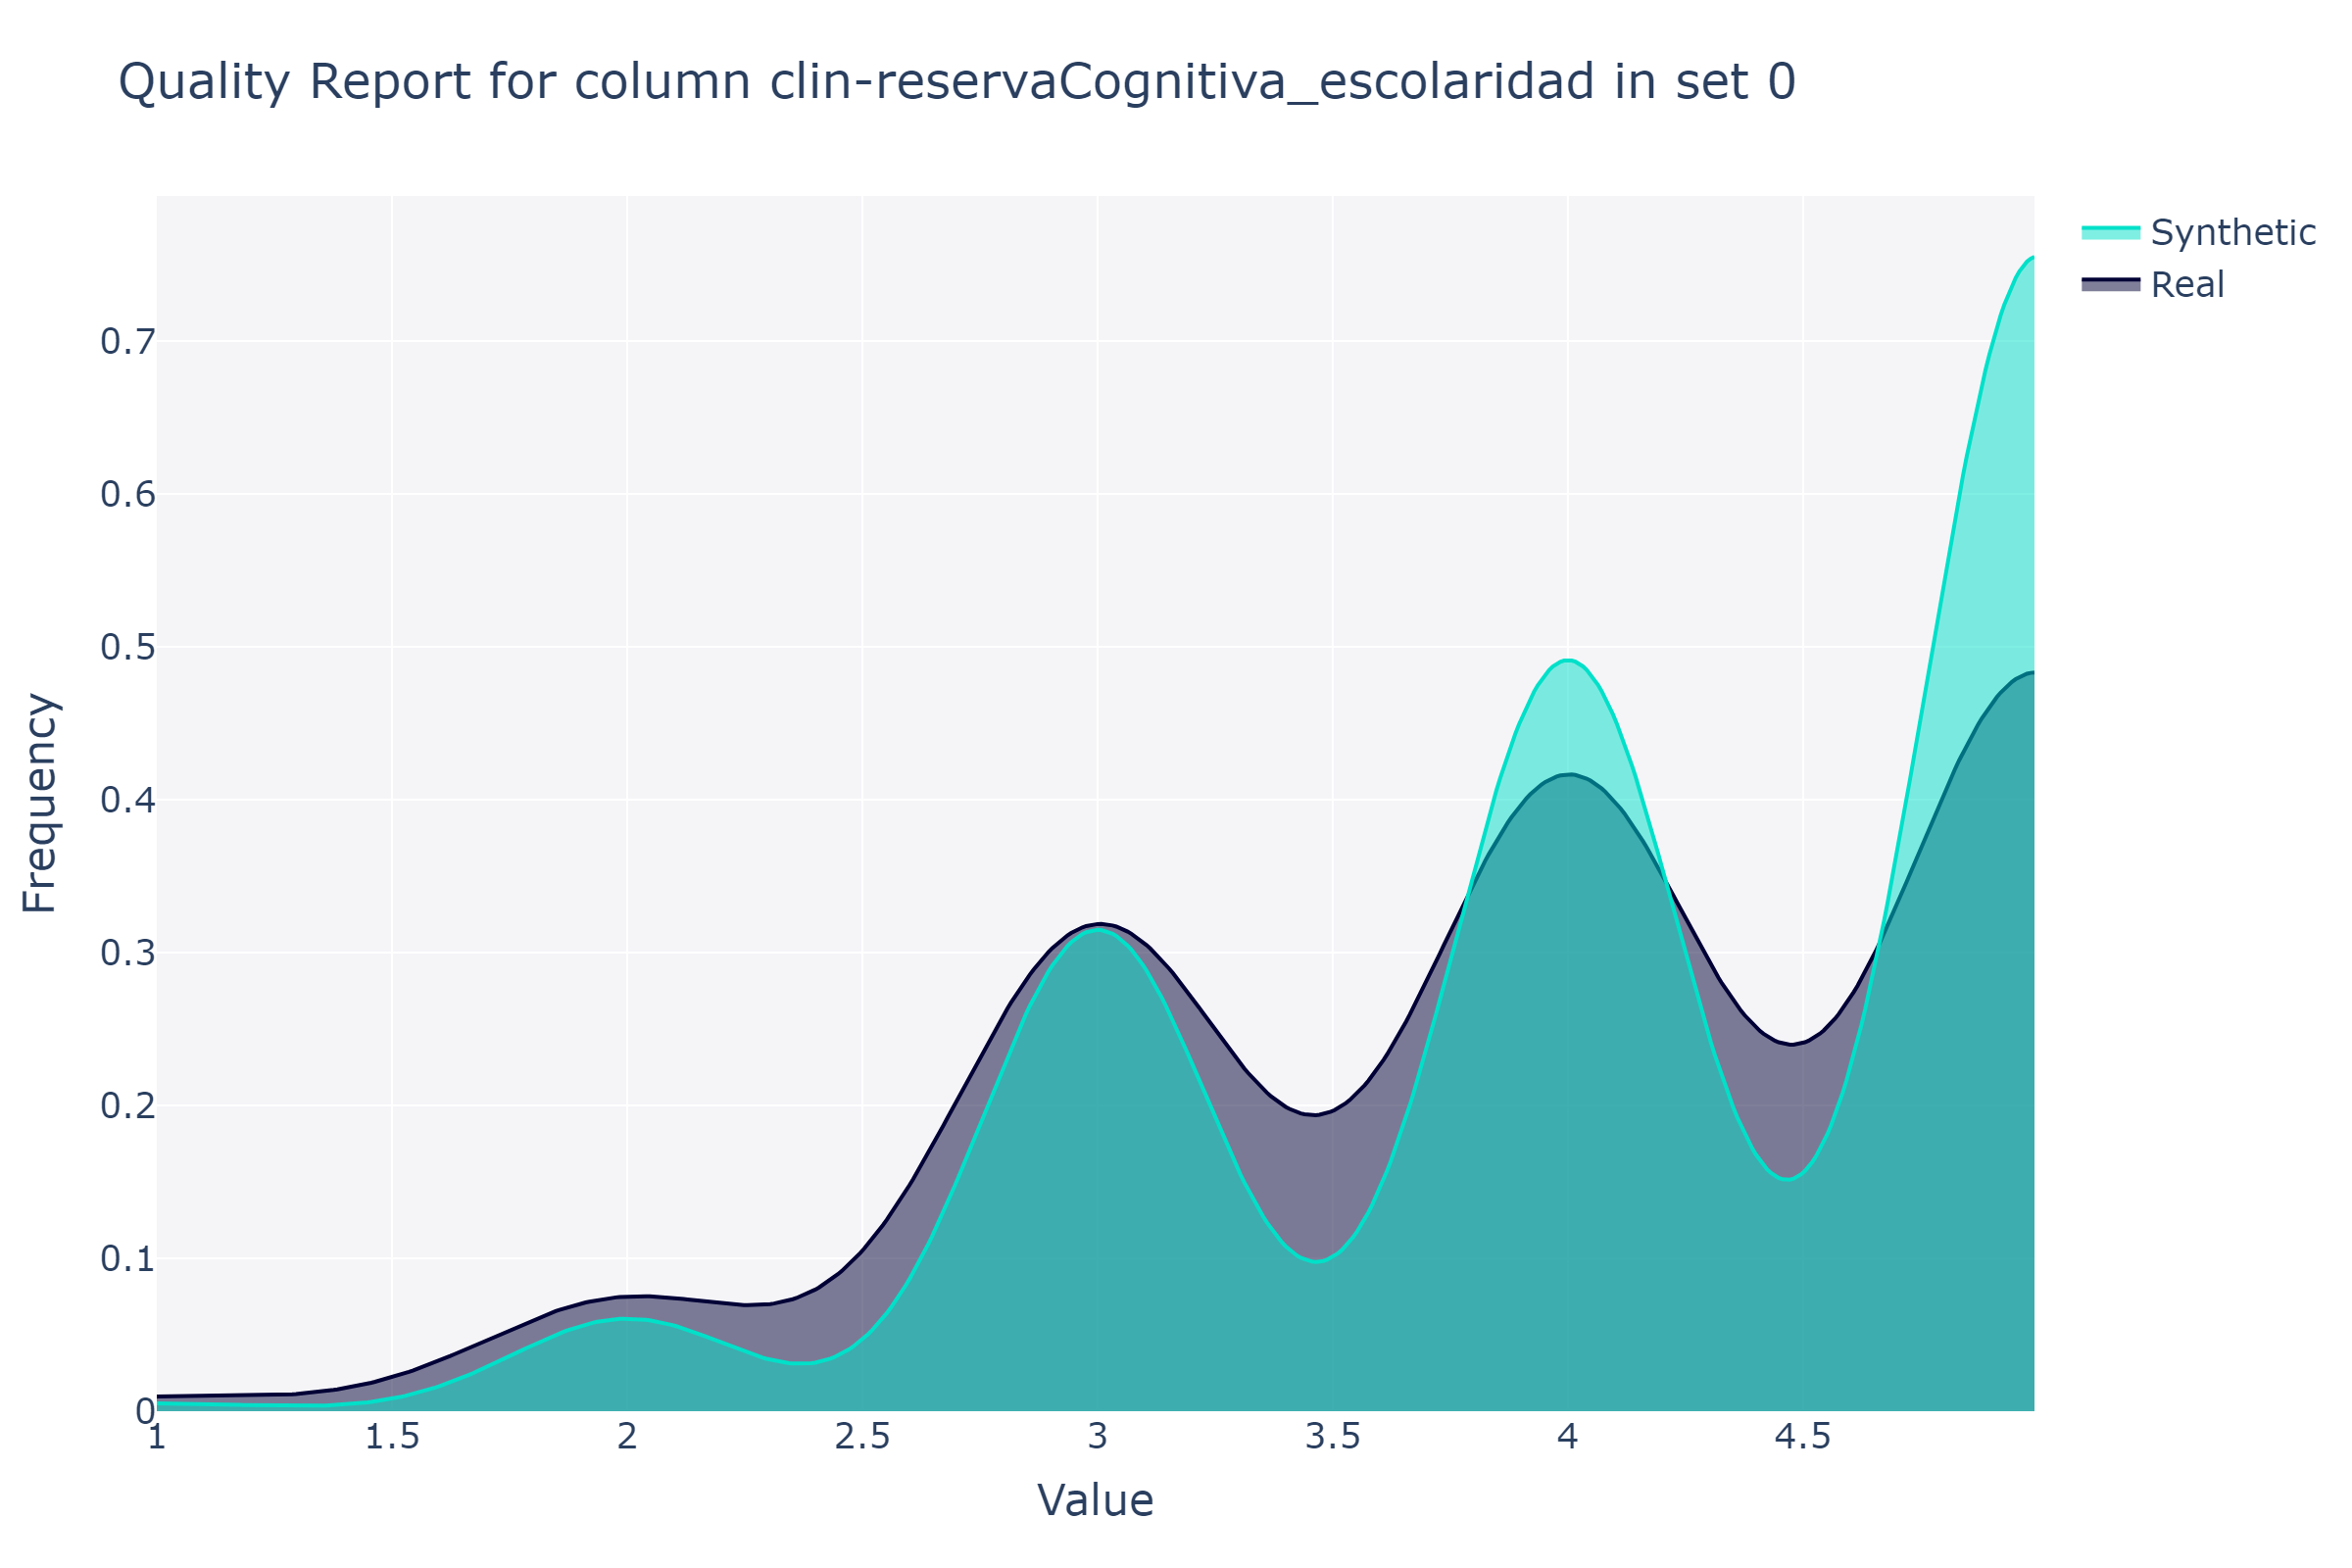 Quality Report for column clin-reservaCognitiva_escolaridad in set 0
Synthetic
Real
0.7
0.6
0.5
0.4
0.3
0.2
0.1
0
Frequency
1 1.5 2 2.5 3 3.5 4 4.5
Value